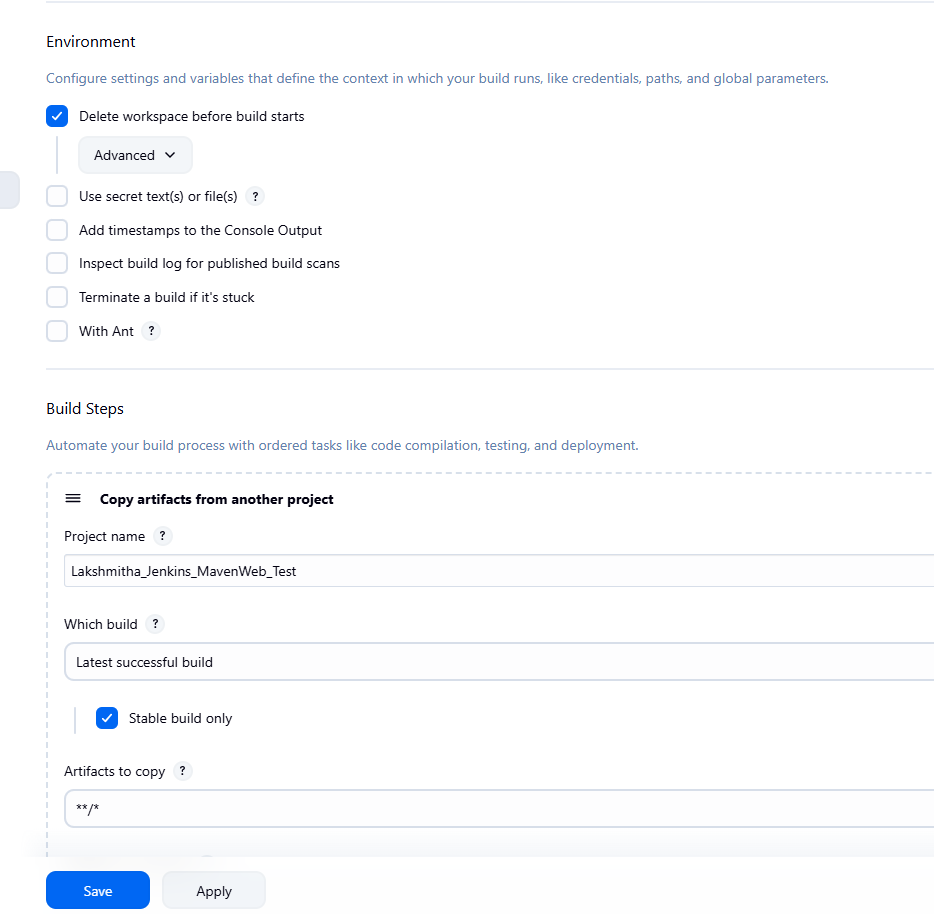 Environment
Configure settings and variables that define the context in which your build runs, like credentials, paths, and global parameters.
Delete workspace before build starts
Advanced
Use secret text(s) or file(s) ?
Add timestamps to the Console Output
Inspect build log for published build scans
Terminate a build if it's stuck
With Ant ?
Build Steps
Automate your build process with ordered tasks like code compilation, testing, and deployment.
Copy artifacts from another project
Project name ?
Lakshmitha_Jenkins_MavenWeb_Test
Which build ?
Latest successful build
Stable build only
Artifacts to copy ?
**/*
Save Apply